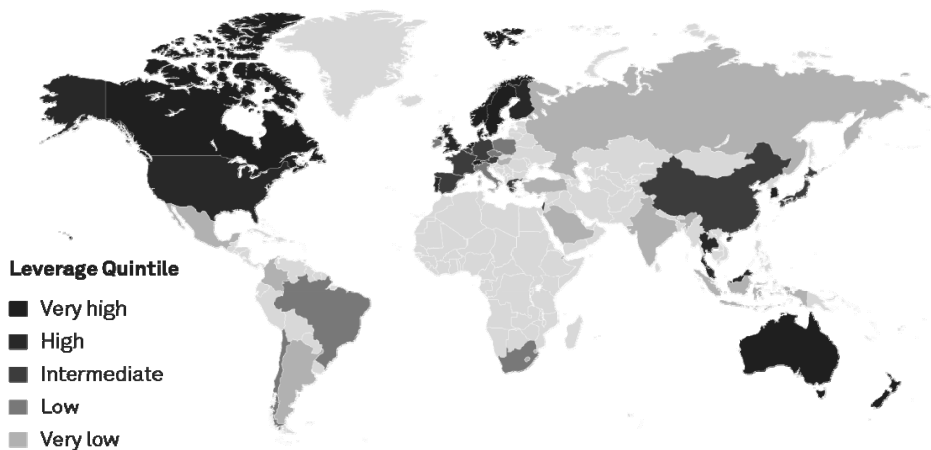 Leverage Quintile
Very high
High
Intermediate
Low
Very low